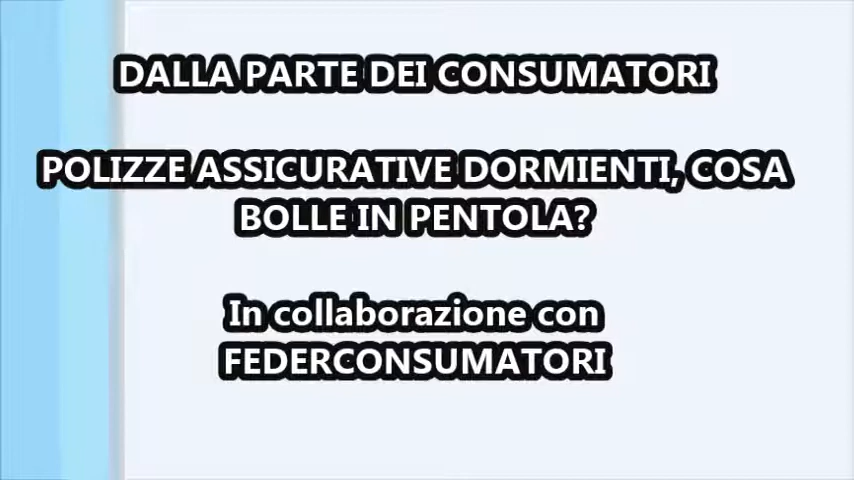 DALLA PARTE DEI CONSUMATORI
POLIZZE ASSICURATIVE DORMIENTI, COSA
BOLLE IN PENTOLA?
In collaborazione con
FEDERCONSUMATORI